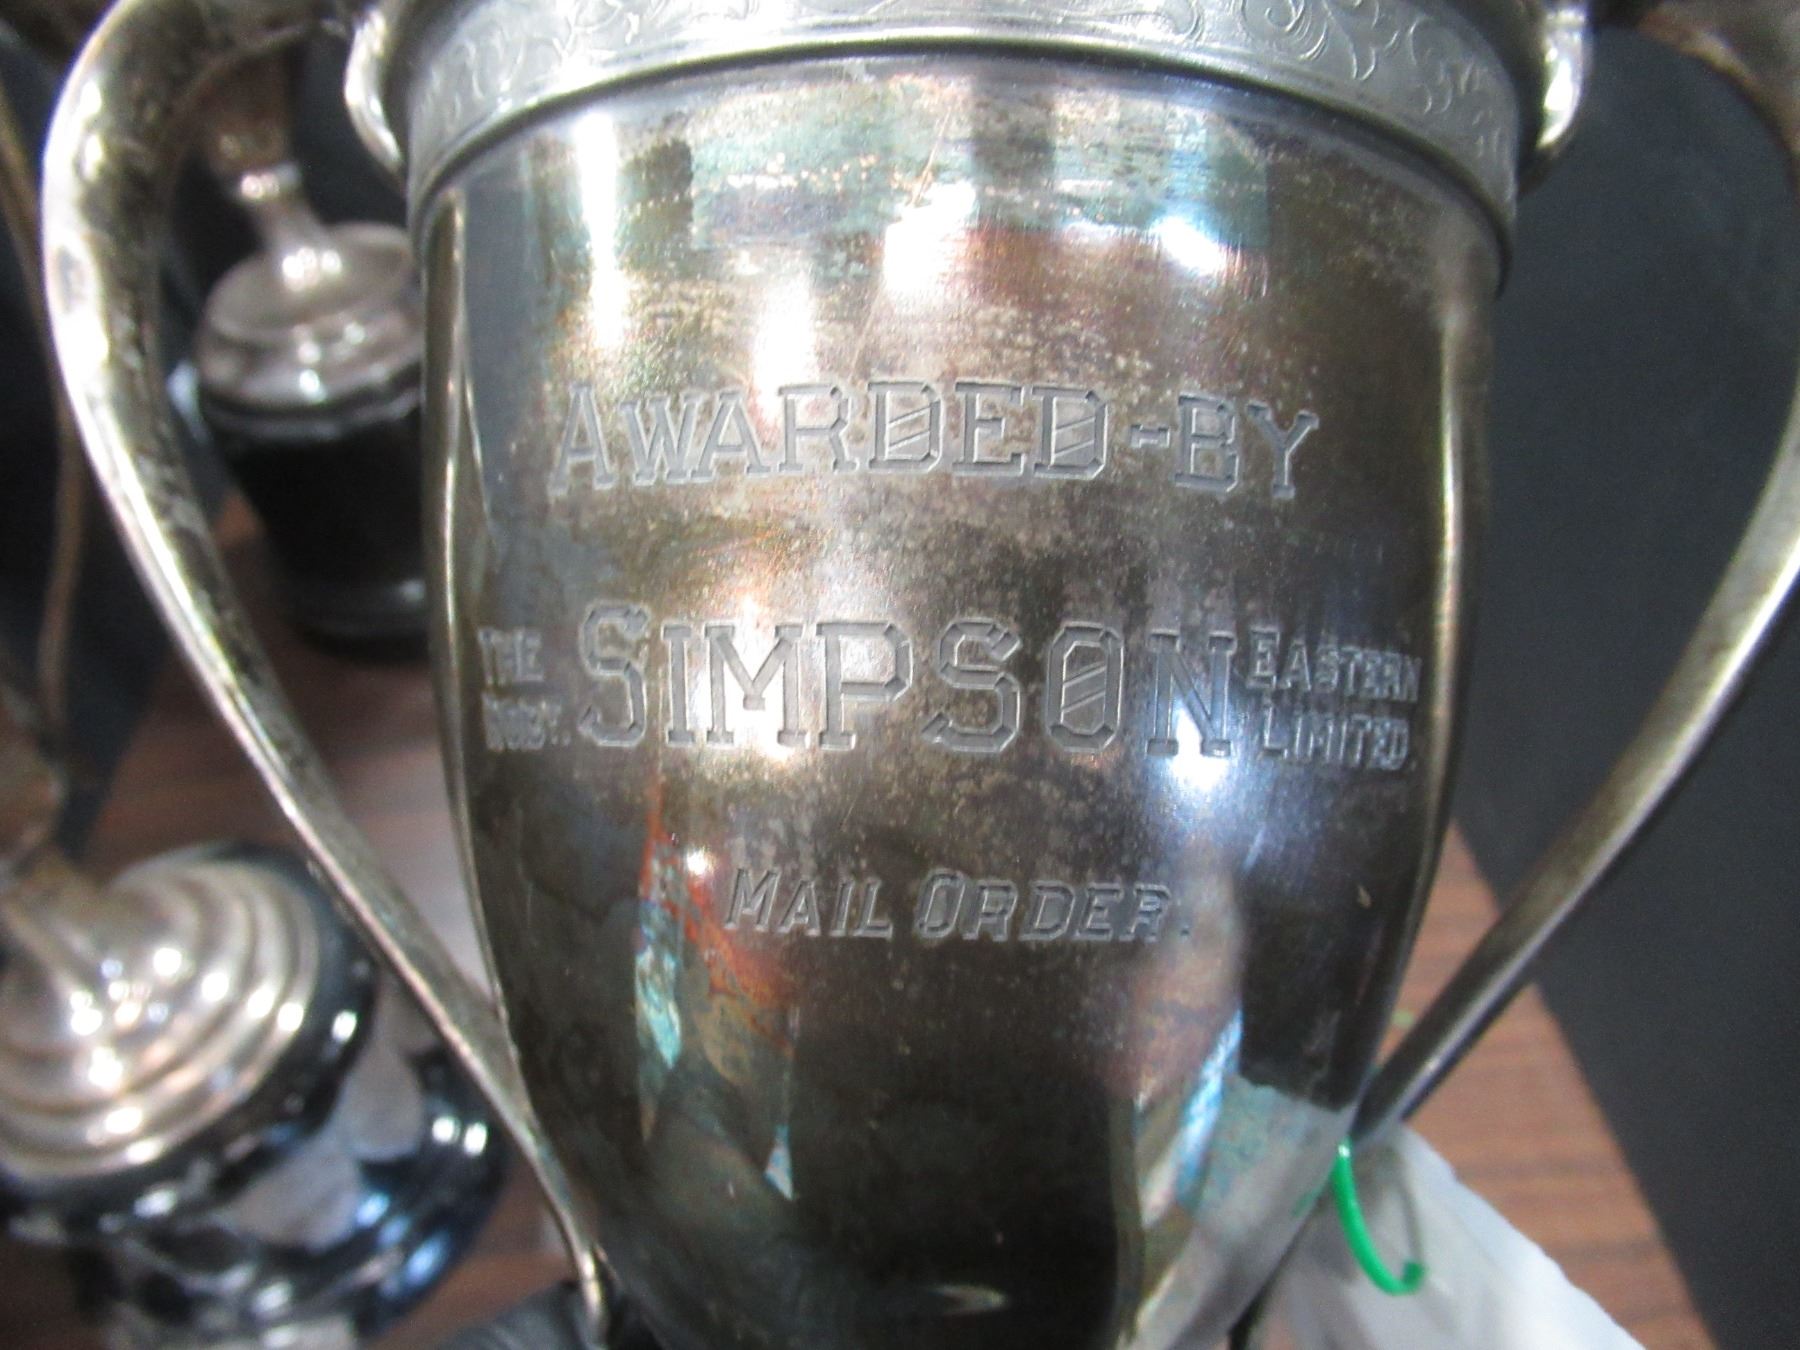 AWARDED-BY
THE ROBT. SIMPSON EASTERN LIMITED.
MAIL ORDER.